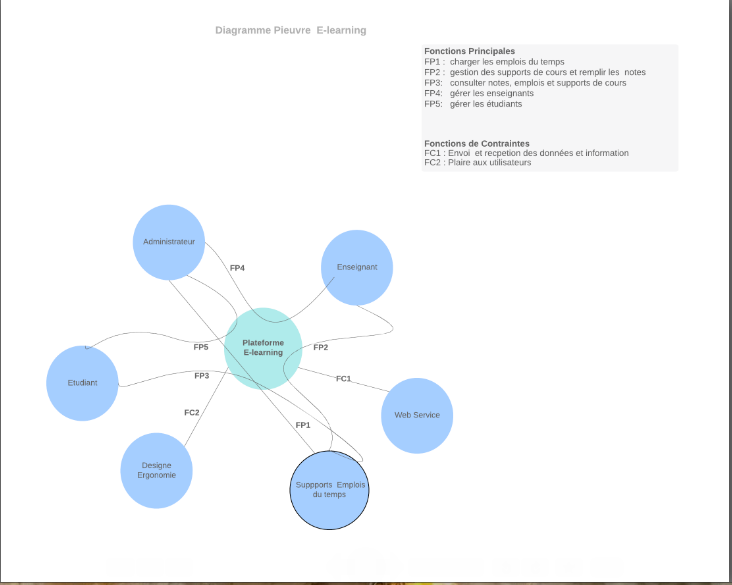 Diagramme Pieuvre E-learning
Fonctions Principales
FP1 : charger les emplois du temps
FP2 : gestion des supports de cours et remplir les notes
FP3: consulter notes, emplois et supports de cours
FP4: gérer les enseignants
FP5: gérer les étudiants
Fonctions de Contraintes
FC1 : Envoi et recpetion des données et information
FC2 : Plaire aux utilisateurs
Administrateur
FP4
Enseignant
Plateforme
E-learning
FP5
FP2
FP3
FC1
Etudiant
FC2
Web Service
FP1
Designe
Ergonomie
Suppports Emplois
du temps